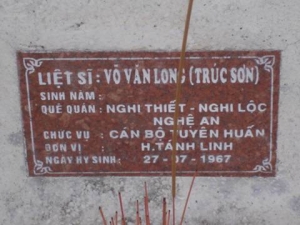 LIỆT SĨ: VÕ VĂN LONG (TRÚC SƠN)
SINH NĂM :
QUÊ QUÁN : NGHI THIẾT - NGHI LỘC
NGHỆ AN
CHỨC VỤ : CÁN BỘ TUYÊN HUẤN
ĐƠN VỊ : H.TÁNH LINH
NGÀY HY SINH: 27-07-1967